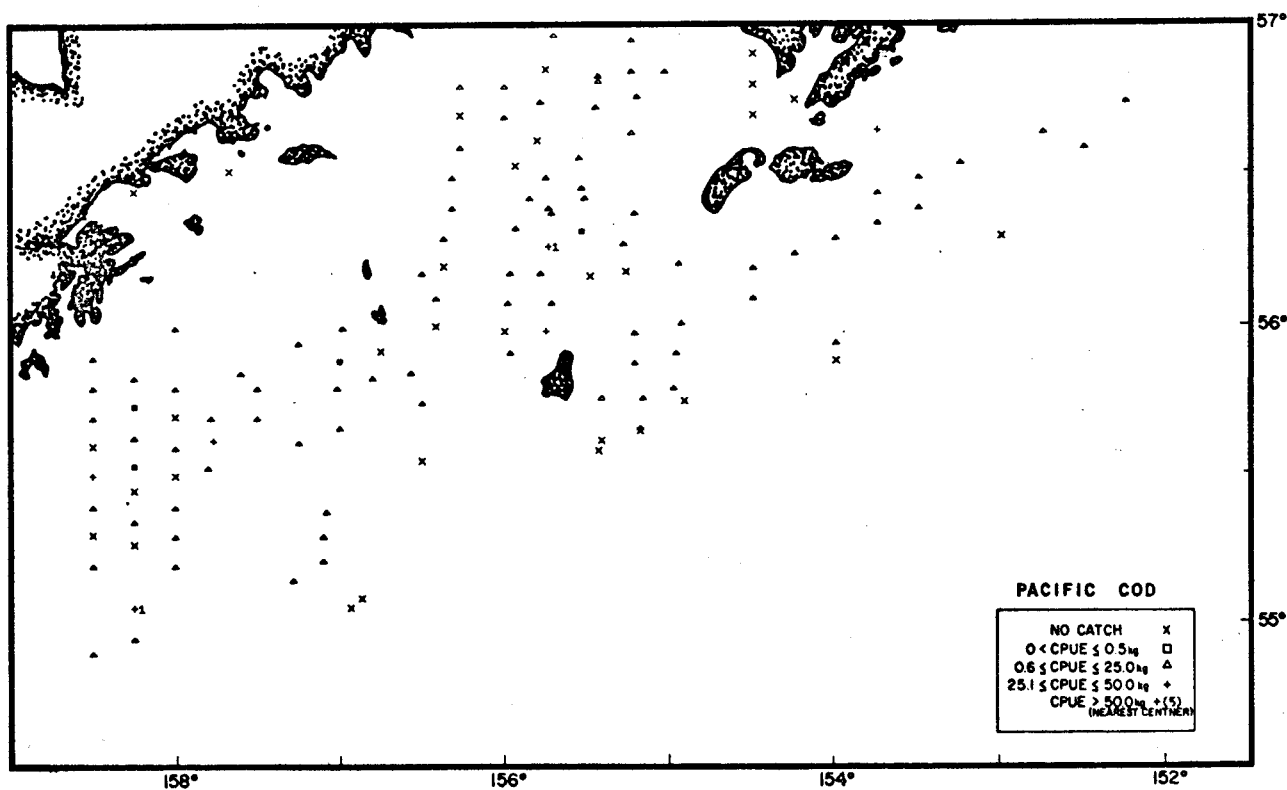 57°
+1
56°
+1
55°
PACIFIC COD
NO CATCH x
0 < CPUE ≤ 0.5kg □
0.6 ≤ CPUE ≤ 25.0kg △
25.1 ≤ CPUE ≤ 50.0kg +
CPUE > 50.0kg +(5)
(NEAREST CENTNER)
158° 156° 154° 152°